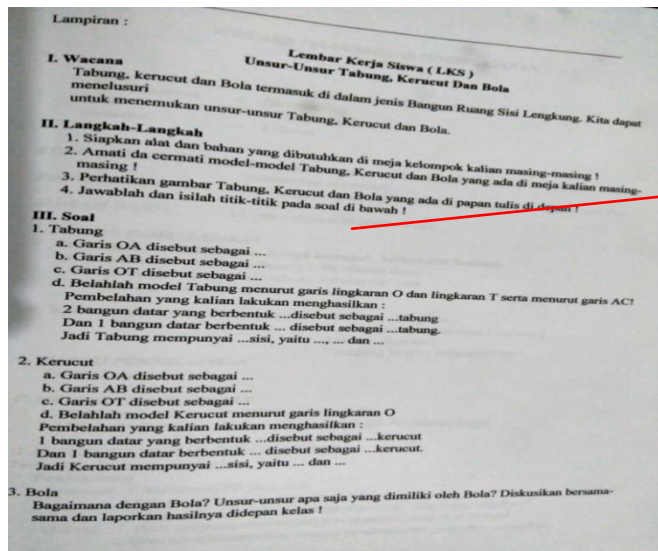 Lampiran :
Lembar Kerja Siswa ( LKS )
Unsur-Unsur Tabung, Kerucut Dan Bola
I. Wacana
Tabung, kerucut dan Bola termasuk di dalam jenis Bangun Ruang Sisi Lengkung. Kita dapat
menelusuri
untuk menemukan unsur-unsur Tabung, Kerucut dan Bola.
II. Langkah-Langkah
1. Siapkan alat dan bahan yang dibutuhkan di meja kelompok kalian masing-masing !
2. Amati da cermati model-model Tabung, Kerucut dan Bola yang ada di meja kalian masing-
masing !
3. Perhatikan gambar Tabung, Kerucut dan Bola yang ada di papan tulis di depan !
4. Jawablah dan isilah titik-titik pada soal di bawah !
III. Soal
1. Tabung
a. Garis OA disebut sebagai ...
b. Garis AB disebut sebagai ...
c. Garis OT disebut sebagai ...
d. Belahlah model Tabung menurut garis lingkaran O dan lingkaran T serta menurut garis AC!
Pembelahan yang kalian lakukan menghasilkan :
2 bangun datar yang berbentuk ...disebut sebagai ...tabung
Dan 1 bangun datar berbentuk ... disebut sebagai ...tabung.
Jadi Tabung mempunyai ...sisi, yaitu ..., ... dan ...
2. Kerucut
a. Garis OA disebut sebagai ...
b. Garis AB disebut sebagai ...
c. Garis OT disebut sebagai ...
d. Belahlah model Kerucut menurut garis lingkaran O
Pembelahan yang kalian lakukan menghasilkan :
1 bangun datar yang berbentuk ...disebut sebagai ...kerucut
Dan 1 bangun datar berbentuk ... disebut sebagai ...kerucut.
Jadi Kerucut mempunyai ...sisi, yaitu ... dan ...
3. Bola
Bagaimana dengan Bola? Unsur-unsur apa saja yang dimiliki oleh Bola? Diskusikan bersama-
sama dan laporkan hasilnya didepan kelas !